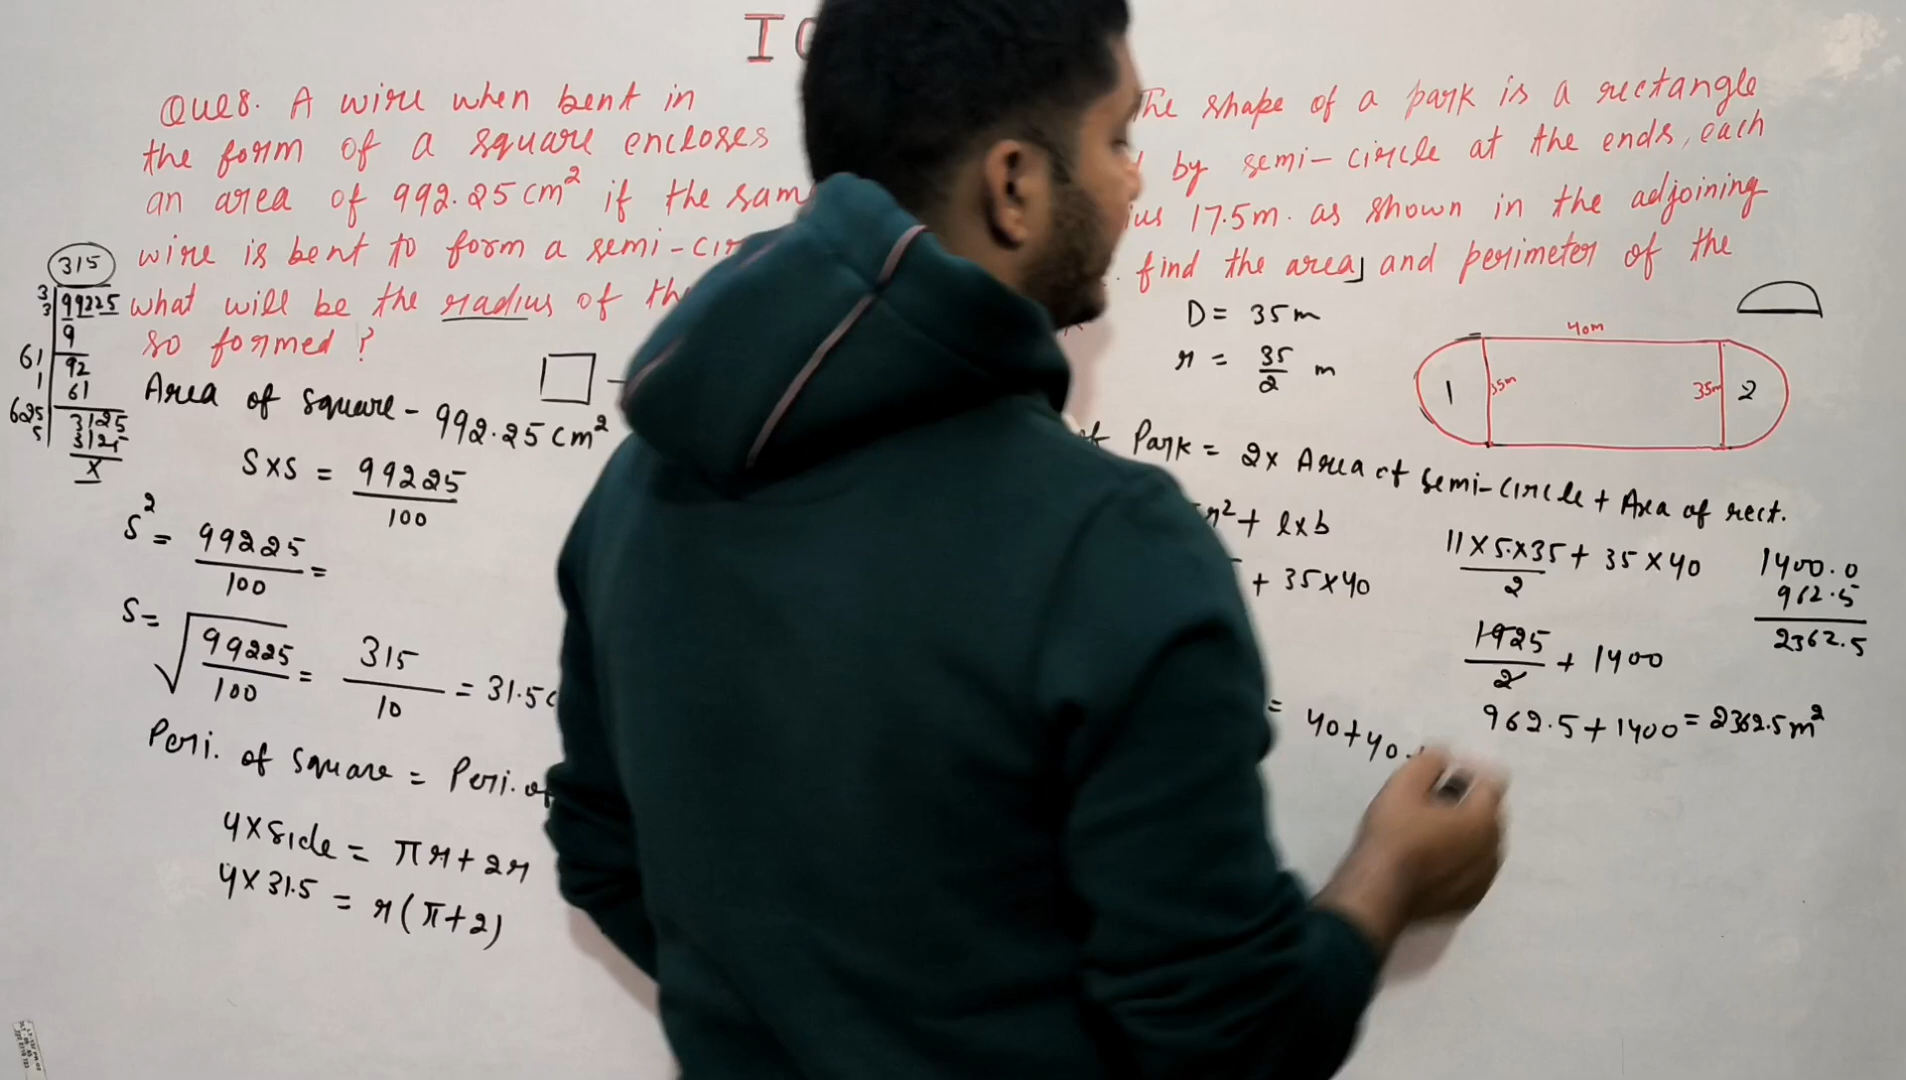 Que8. A wire when bent in
the form of a square encloses
an area of 992.25 cm² if the
wire is bent to form a
what will be the radius of
so formed ?
315
3 99225
3 9
61 92
1 61
625 3125
5 3125
x
Area of square - 992.25 cm²
S×S = 99225/100
S² = 99225/100 =
S = √99225/100 = 315/10 = 31.5
Peri. of square = Peri. of
4×side = πr + 2r
4×31.5 = r(π+2)
The shape of a park is a rectangle
by semi-circle at the ends, each
17.5m. as shown in the adjoining
find the area, and perimeter of the
D = 35m
r = 35/2 m
40m
1 35m 35m 2
Park = 2× Area of semi-circle + Area of rect.
r² + l×b
+ 35×40
= 40+40
11×5×35/2 + 35×40
1925/2 + 1400
962.5 + 1400 = 2362.5 m²
1400.0
962.5
2362.5